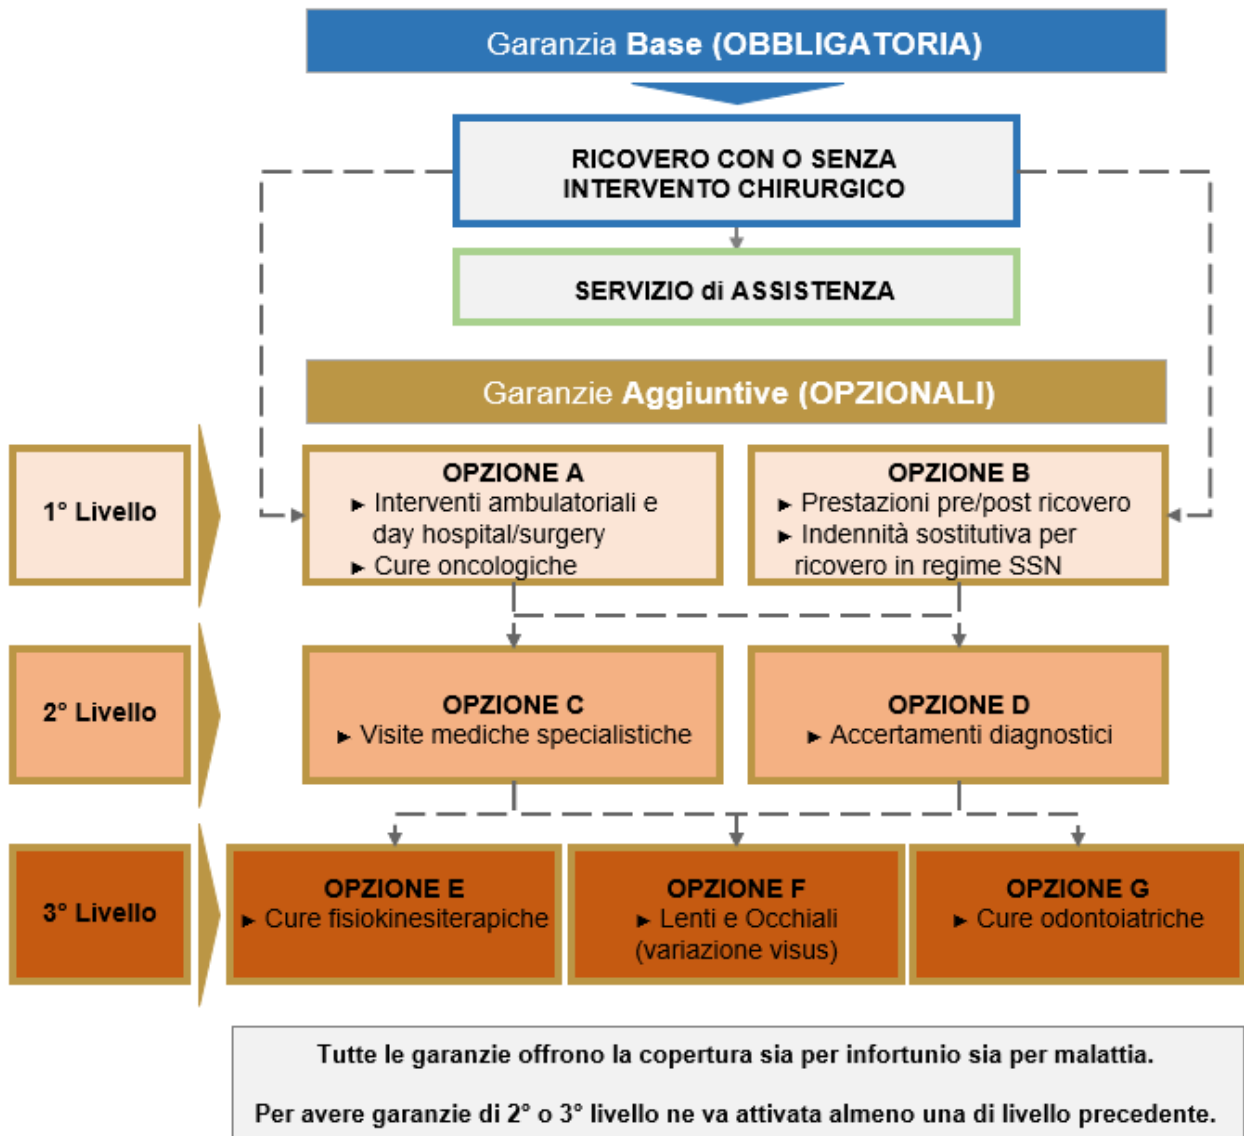 Garanzia Base (OBBLIGATORIA)
RICOVERO CON O SENZA
INTERVENTO CHIRURGICO
SERVIZIO di ASSISTENZA
Garanzie Aggiuntive (OPZIONALI)
1° Livello
OPZIONE A
► Interventi ambulatoriali e
day hospital/surgery
► Cure oncologiche
OPZIONE B
► Prestazioni pre/post ricovero
► Indennità sostitutiva per
ricovero in regime SSN
2° Livello
OPZIONE C
► Visite mediche specialistiche
OPZIONE D
► Accertamenti diagnostici
3° Livello
OPZIONE E
► Cure fisiokinesiterapiche
OPZIONE F
► Lenti e Occhiali
(variazione visus)
OPZIONE G
► Cure odontoiatriche
Tutte le garanzie offrono la copertura sia per infortunio sia per malattia.
Per avere garanzie di 2° o 3° livello ne va attivata almeno una di livello precedente.